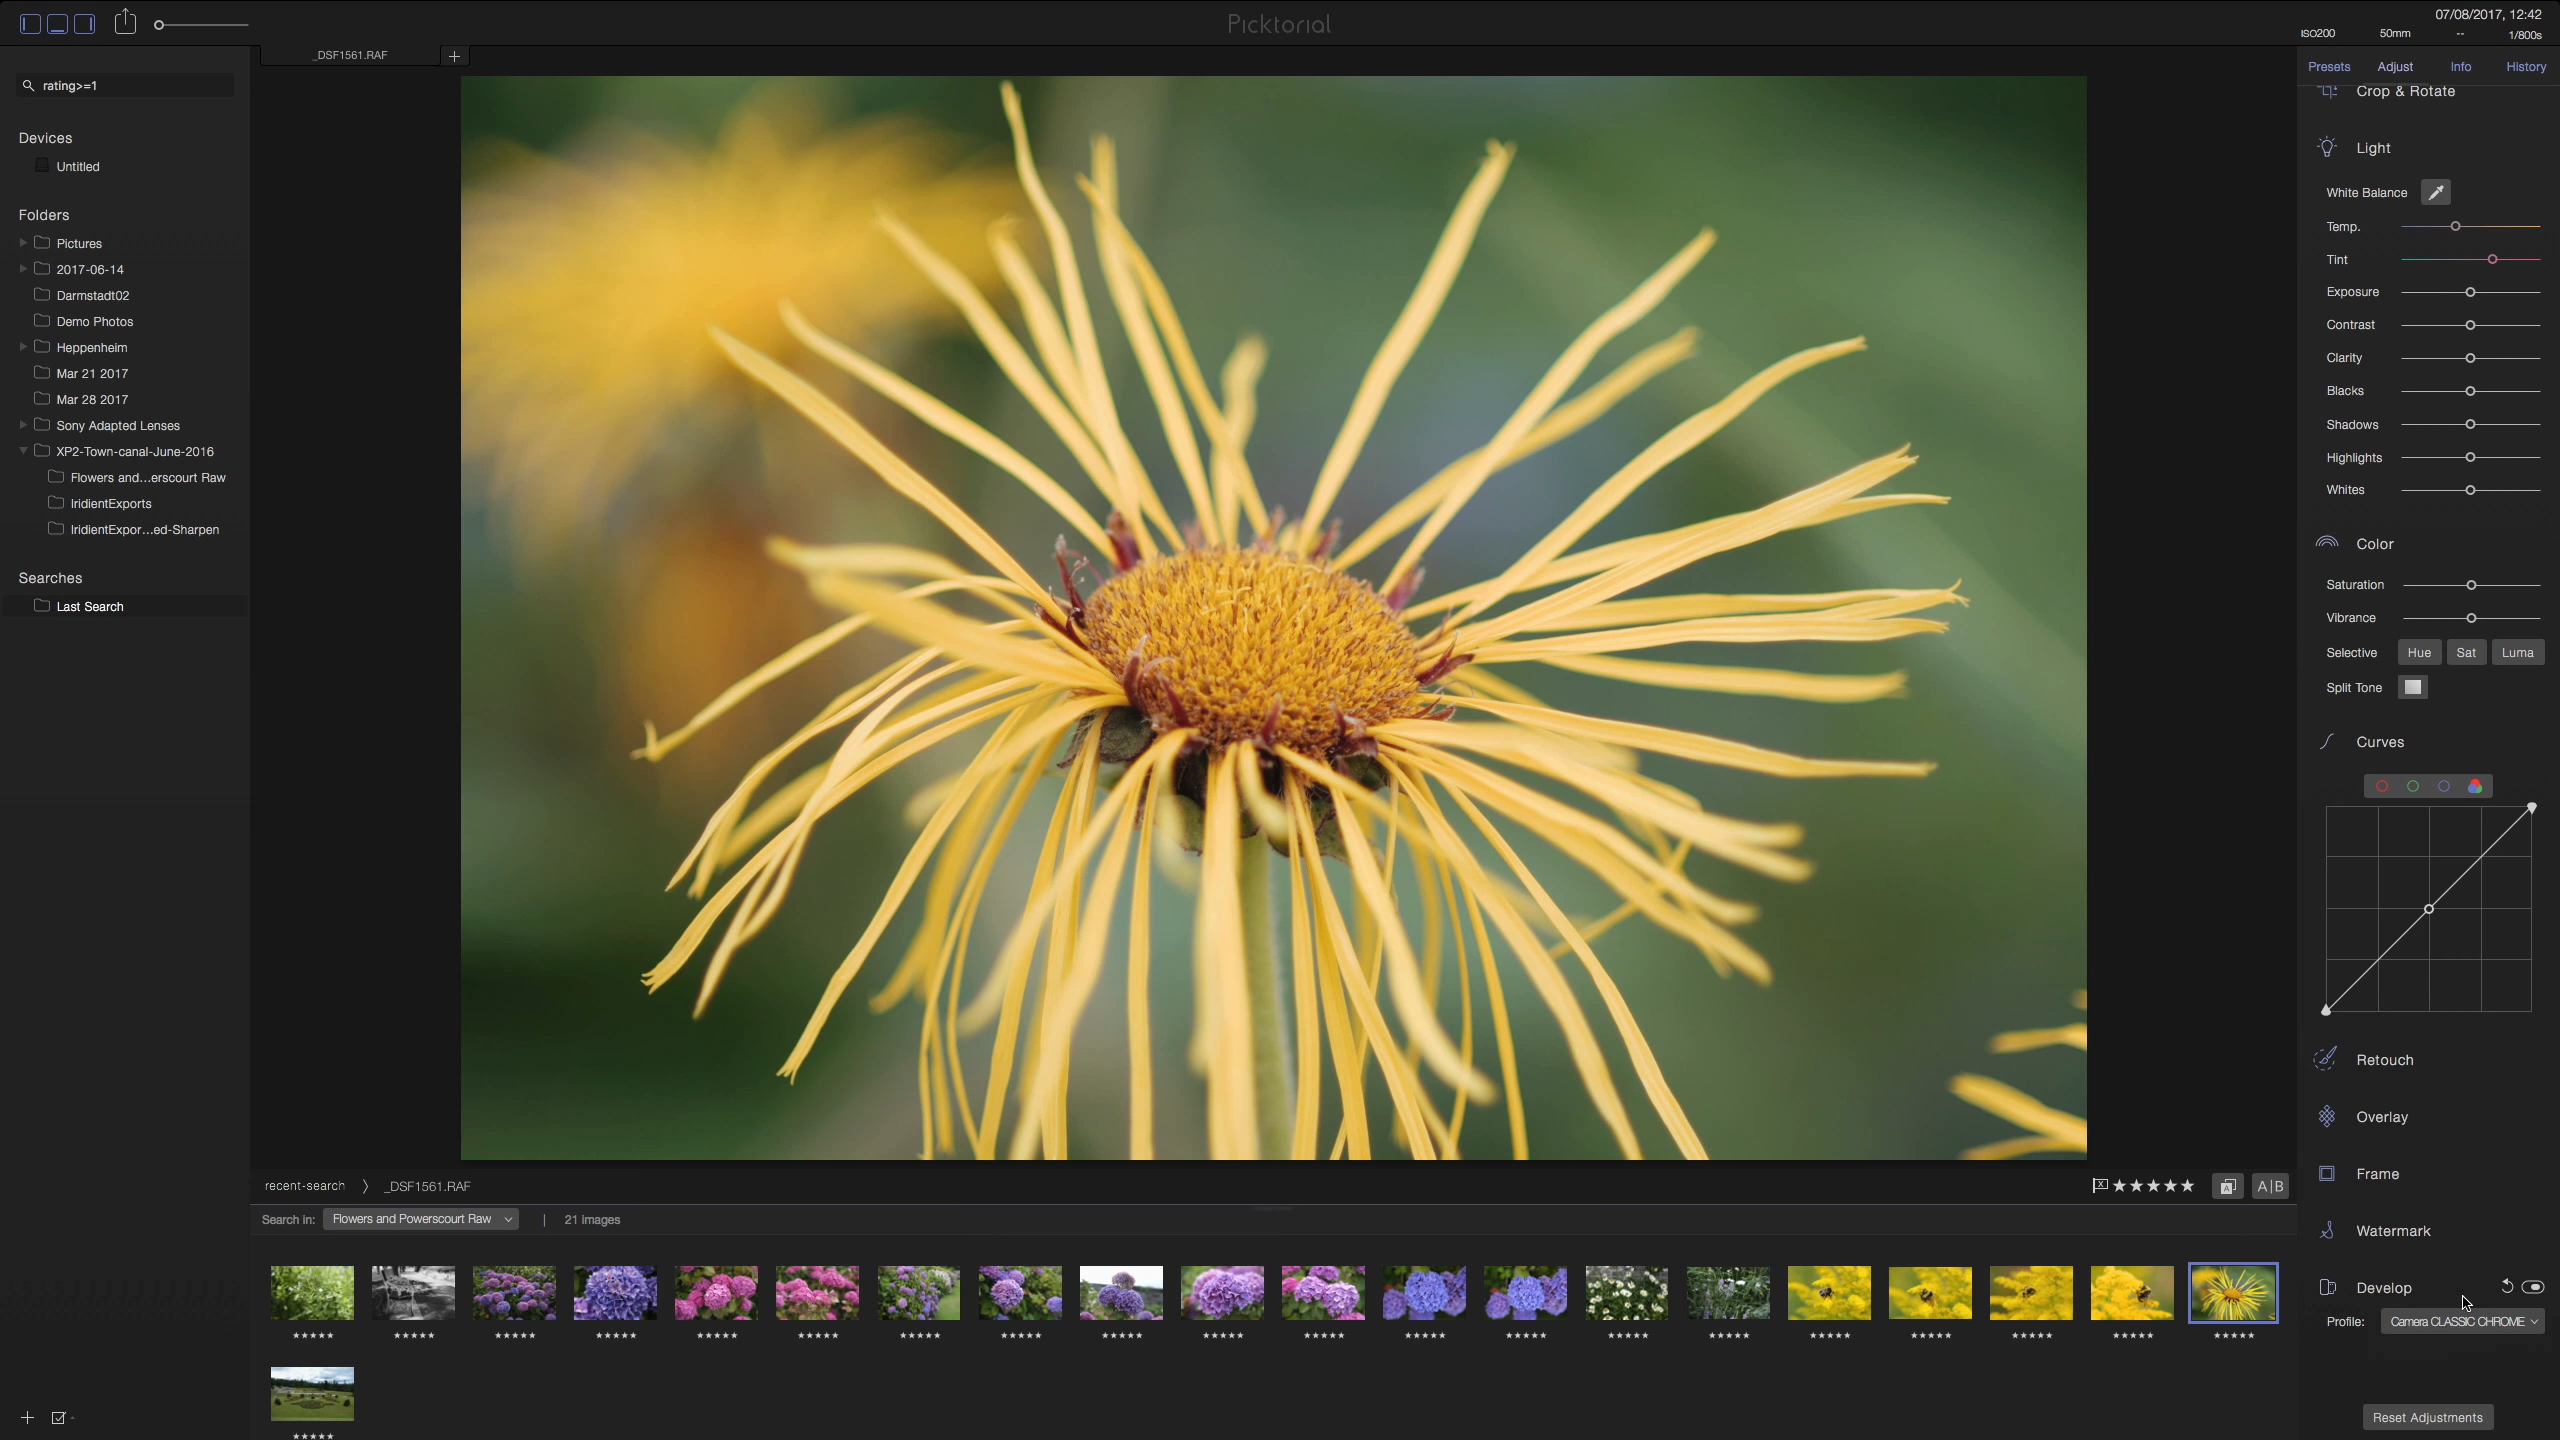 Picktorial
07/08/2017, 12:42
ISO200 50mm -- 1/800s
_DSF1561.RAF
Presets Adjust Info History
rating>=1
Devices
Untitled
Folders
Pictures
2017-06-14
Darmstadt02
Demo Photos
Heppenheim
Mar 21 2017
Mar 28 2017
Sony Adapted Lenses
XP2-Town-canal-June-2016
Flowers and...erscourt Raw
IridientExports
IridientExpor...ed-Sharpen
Searches
Last Search
Crop & Rotate
Light
White Balance
Temp.
Tint
Exposure
Contrast
Clarity
Blacks
Shadows
Highlights
Whites
Color
Saturation
Vibrance
Selective Hue Sat Luma
Split Tone
Curves
Retouch
Overlay
Frame
Watermark
Develop
Profile: Camera CLASSIC CHROME
Reset Adjustments
recent-search 〉 _DSF1561.RAF
★★★★★ A|B
Search in: Flowers and Powerscourt Raw | 21 images